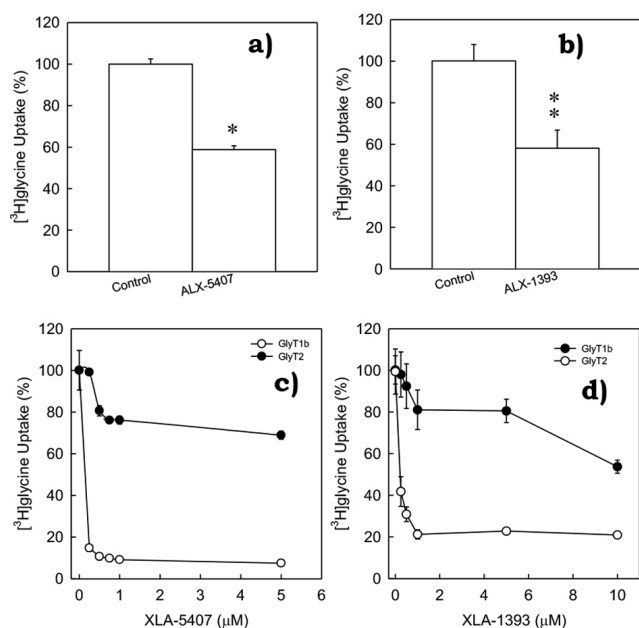 a)
[³H]glycine Uptake (%)
120
100
80
60
40
20
0
*
Control
ALX-5407
b)
[³H]glycine Uptake (%)
120
100
80
60
40
20
0
*
*
Control
ALX-1393
c)
[³H]glycine Uptake (%)
120
100
80
60
40
20
0
GlyT1b
GlyT2
0 1 2 3 4 5 6
XLA-5407 (μM)
d)
[³H]glycine Uptake (%)
120
100
80
60
40
20
0
GlyT1b
GlyT2
0 2 4 6 8 10
XLA-1393 (μM)